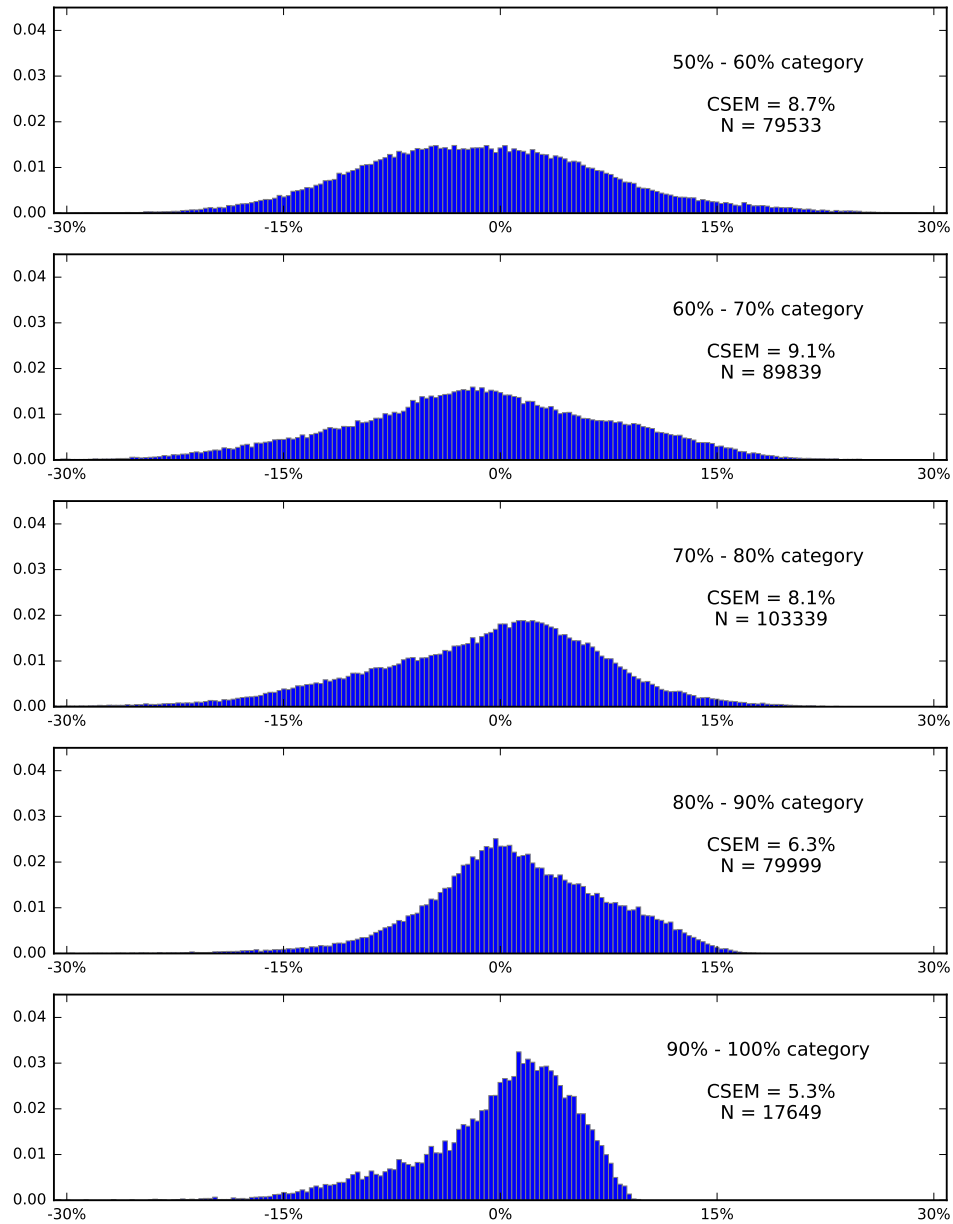 0.04
0.03
0.02
0.01
0.00
50% - 60% category
CSEM = 8.7%
N = 79533
-30% -15% 0% 15% 30%
0.04
0.03
0.02
0.01
0.00
60% - 70% category
CSEM = 9.1%
N = 89839
-30% -15% 0% 15% 30%
0.04
0.03
0.02
0.01
0.00
70% - 80% category
CSEM = 8.1%
N = 103339
-30% -15% 0% 15% 30%
0.04
0.03
0.02
0.01
0.00
80% - 90% category
CSEM = 6.3%
N = 79999
-30% -15% 0% 15% 30%
0.04
0.03
0.02
0.01
0.00
90% - 100% category
CSEM = 5.3%
N = 17649
-30% -15% 0% 15% 30%